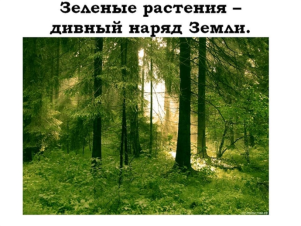 Зеленые растения –
дивный наряд Земли.